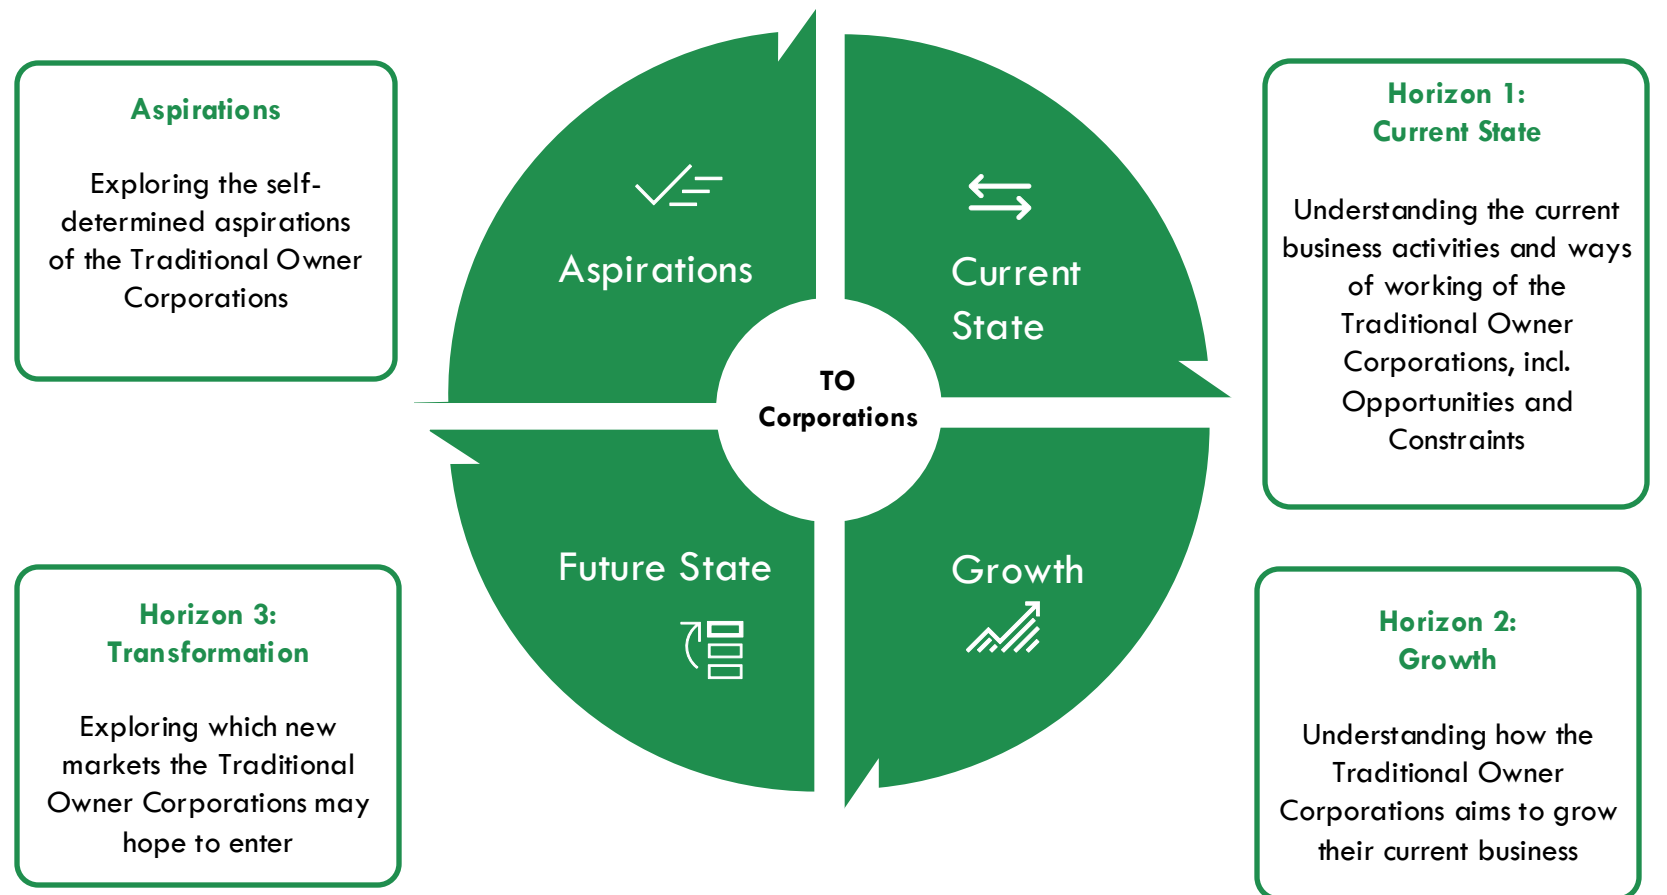 Aspirations
Exploring the self-
determined aspirations
of the Traditional Owner
Corporations
Aspirations
Current
State
Horizon 1:
Current State
Understanding the current
business activities and ways
of working of the
Traditional Owner
Corporations, incl.
Opportunities and
Constraints
TO
Corporations
Horizon 3:
Transformation
Exploring which new
markets the Traditional
Owner Corporations may
hope to enter
Future State
Growth
Horizon 2:
Growth
Understanding how the
Traditional Owner
Corporations aims to grow
their current business